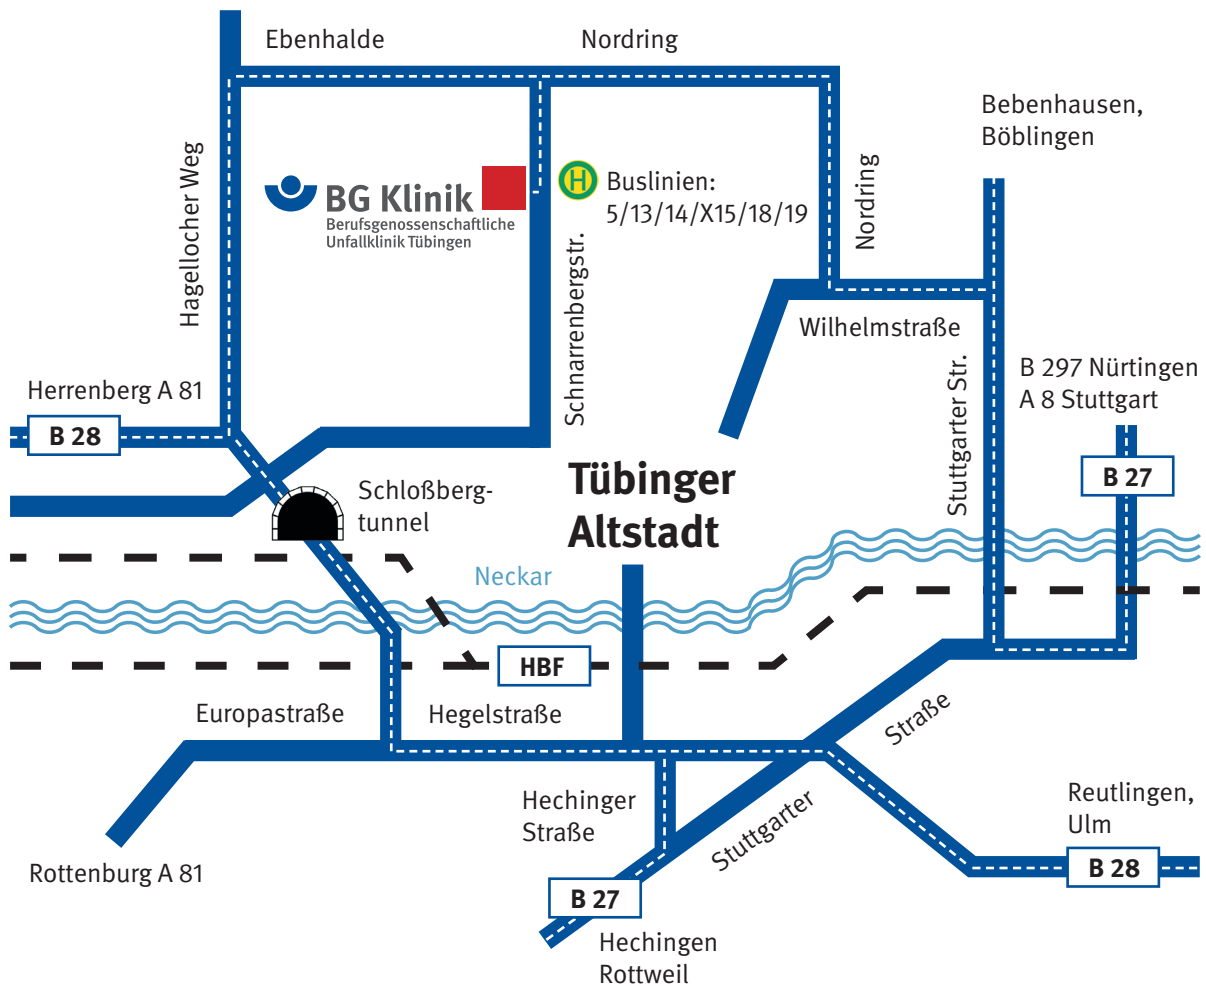 Ebenhalde
Nordring
Bebenhausen,
Böblingen
Hagellocher Weg
BG Klinik
Berufsgenossenschaftliche
Unfallklinik Tübingen
H
Buslinien:
5/13/14/X15/18/19
Nordring
Schnarrenbergstr.
Wilhelmstraße
Stuttgarter Str.
B 297 Nürtingen
A 8 Stuttgart
Herrenberg A 81
B 28
B 27
Schloßberg-
tunnel
Tübinger
Altstadt
Neckar
HBF
Europastraße
Hegelstraße
Straße
Hechinger
Straße
Stuttgarter
Reutlingen,
Ulm
B 28
Rottenburg A 81
B 27
Hechingen
Rottweil